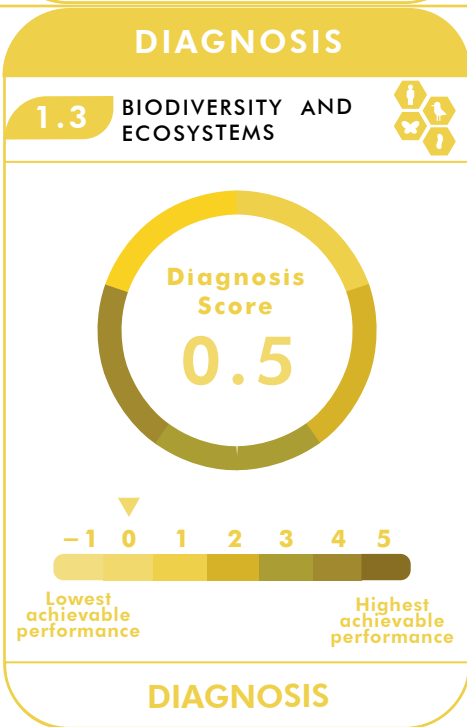 DIAGNOSIS
1.3
BIODIVERSITY AND
ECOSYSTEMS
Diagnosis
Score
0.5
–1 0 1 2 3 4 5
Lowest
achievable
performance
Highest
achievable
performance
DIAGNOSIS